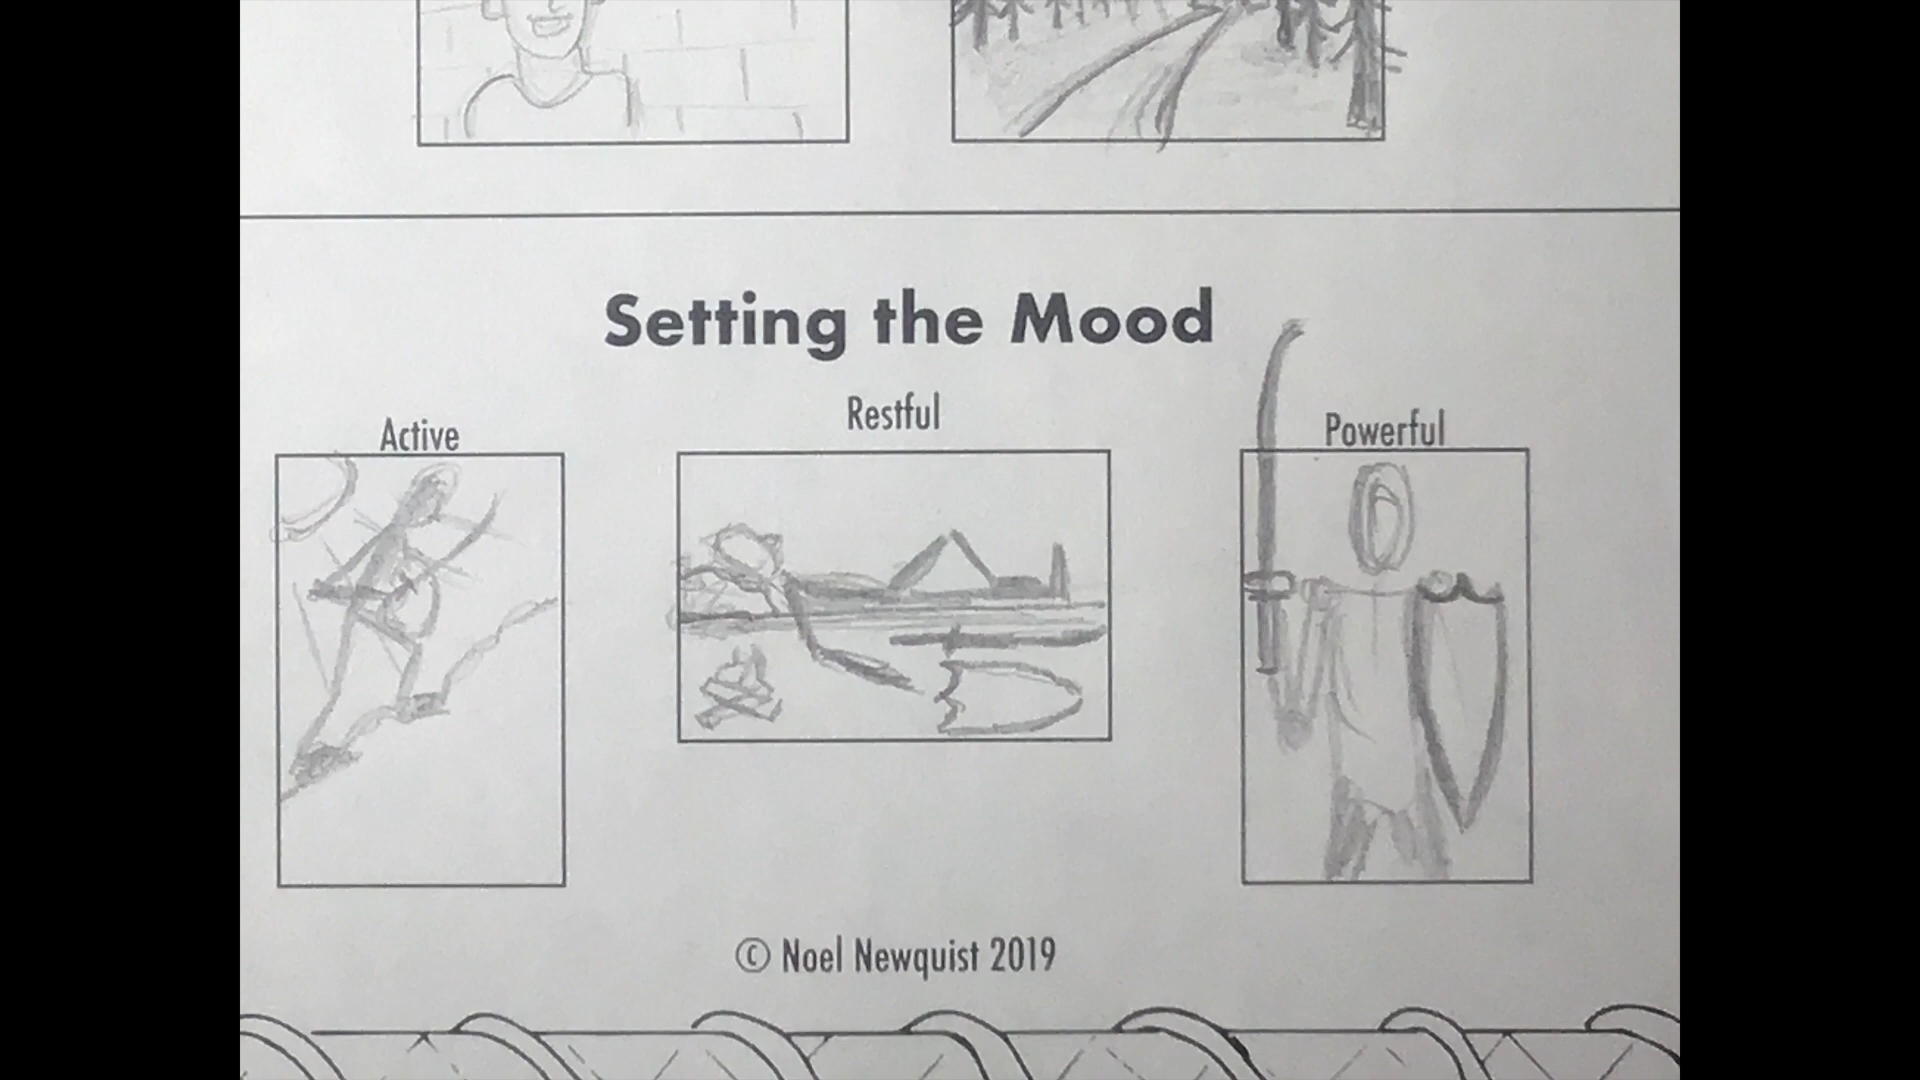 Setting the Mood
Active
Restful
Powerful
© Noel Newquist 2019